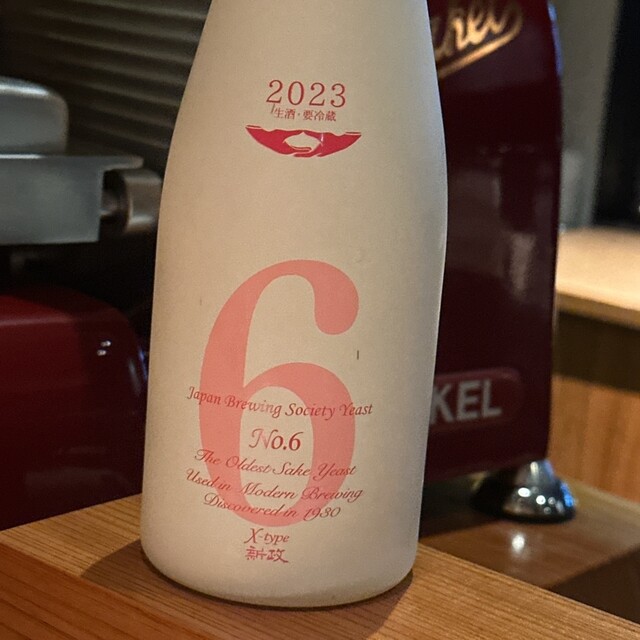 2023
生酒・要冷蔵
6
Japan Brewing Society Yeast
No.6
The Oldest Sake Yeast
Used in Modern Brewing
Discovered in 1930
X-type
新政
KEL